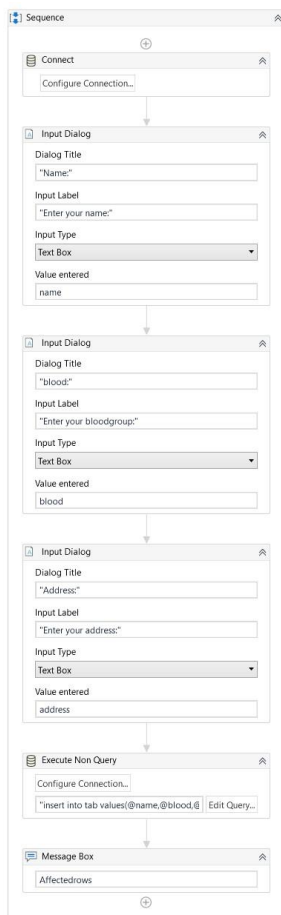 Sequence
Connect
Configure Connection...
Input Dialog
Dialog Title
"Name:"
Input Label
"Enter your name:"
Input Type
Text Box
Value entered
name
Input Dialog
Dialog Title
"blood:"
Input Label
"Enter your bloodgroup:"
Input Type
Text Box
Value entered
blood
Input Dialog
Dialog Title
"Address:"
Input Label
"Enter your address:"
Input Type
Text Box
Value entered
address
Execute Non Query
Configure Connection...
"insert into tab values(@name,@blood,@ Edit Query...
Message Box
Affectedrows